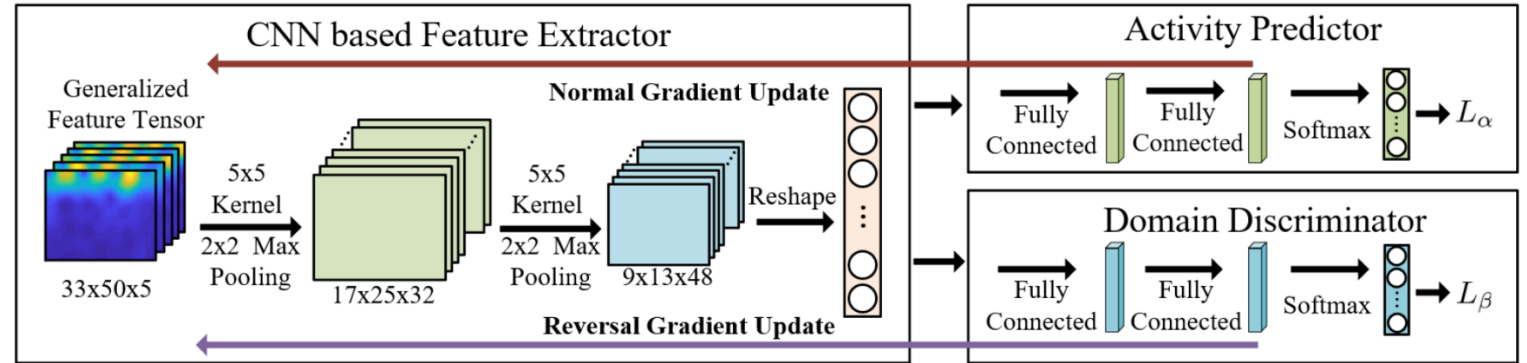 CNN based Feature Extractor
Generalized
Feature Tensor
33x50x5
5x5
Kernel
2x2 Max
Pooling
17x25x32
5x5
Kernel
2x2 Max
Pooling
9x13x48
Reshape
Normal Gradient Update
Reversal Gradient Update
Activity Predictor
Fully
Connected
Fully
Connected
Softmax
L_α
Domain Discriminator
Fully
Connected
Fully
Connected
Softmax
L_β